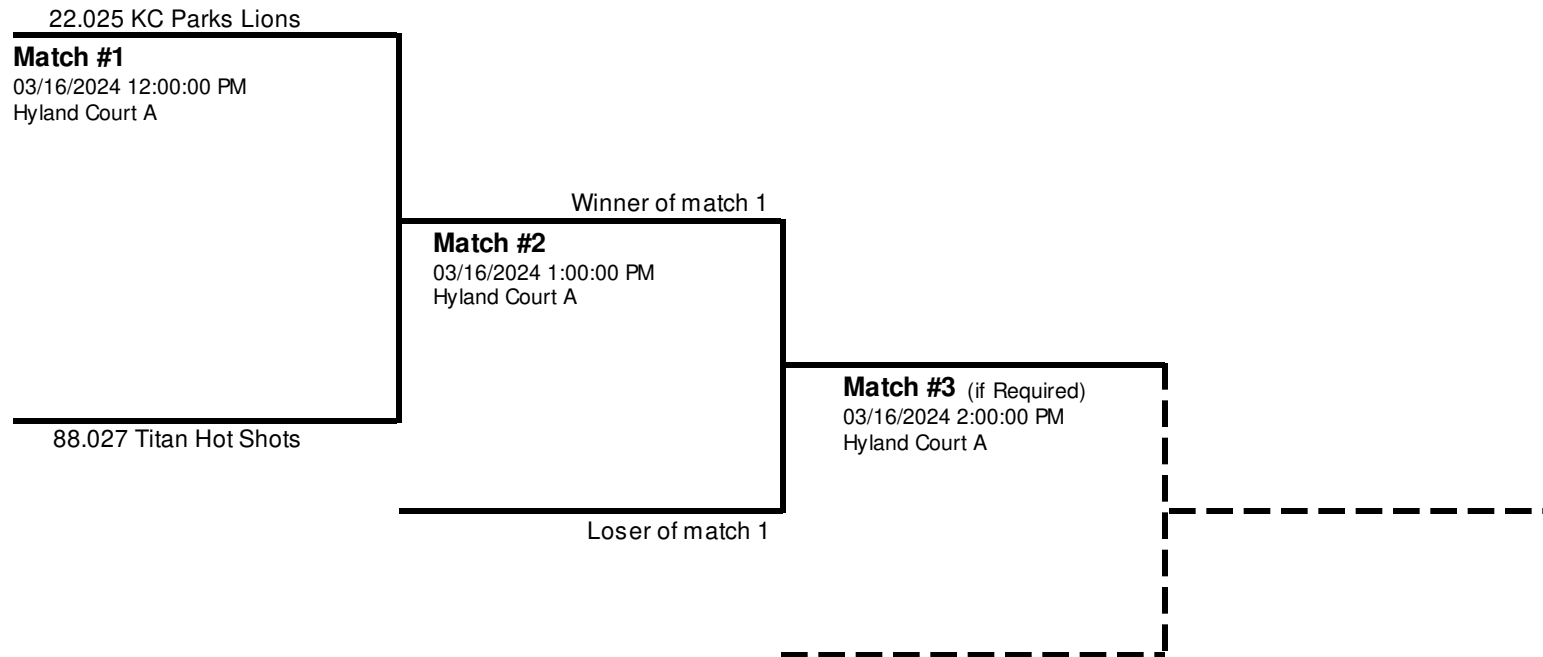 22.025 KC Parks Lions
Match #1
03/16/2024 12:00:00 PM
Hyland Court A
88.027 Titan Hot Shots
Winner of match 1
Match #2
03/16/2024 1:00:00 PM
Hyland Court A
Loser of match 1
Match #3 (if Required)
03/16/2024 2:00:00 PM
Hyland Court A